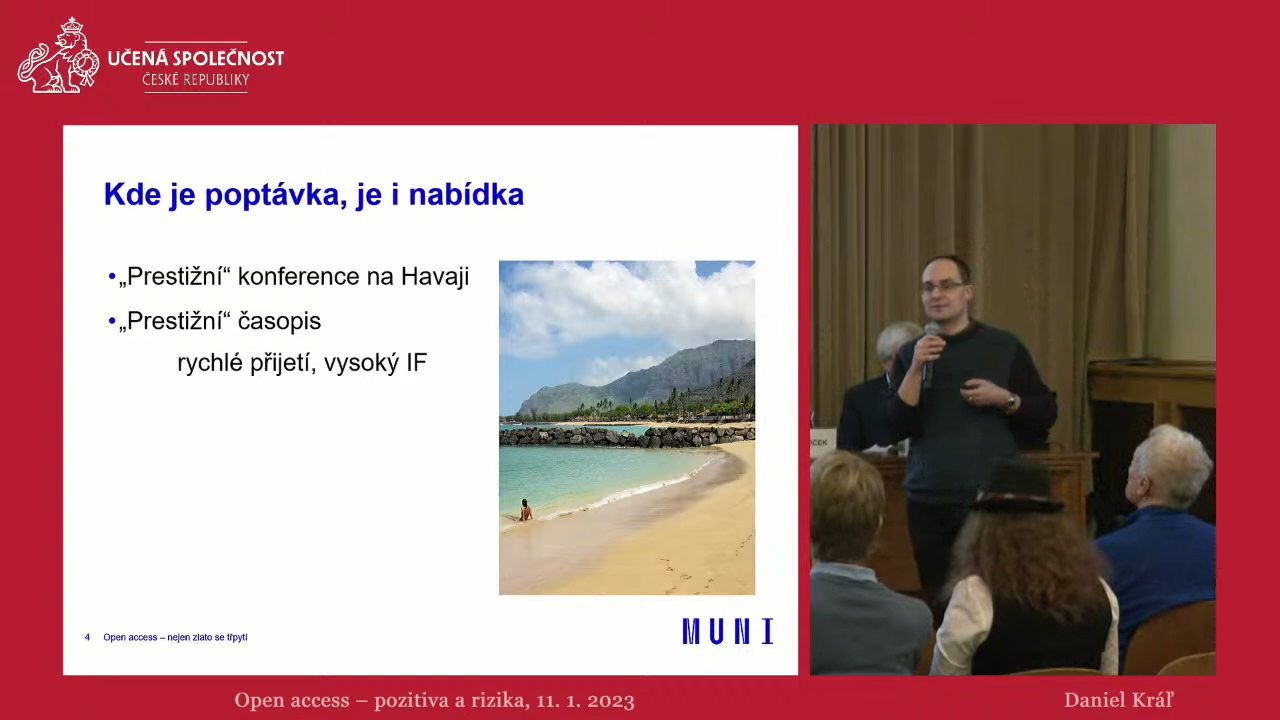 UČENÁ SPOLEČNOST
ČESKÉ REPUBLIKY
Kde je poptávka, je i nabídka
•„Prestižní“ konference na Havaji
•„Prestižní“ časopis
rychlé přijetí, vysoký IF
4 Open access – nejen zlato se třpytí
MUNI
Open access – pozitiva a rizika, 11. 1. 2023
Daniel Kráľ